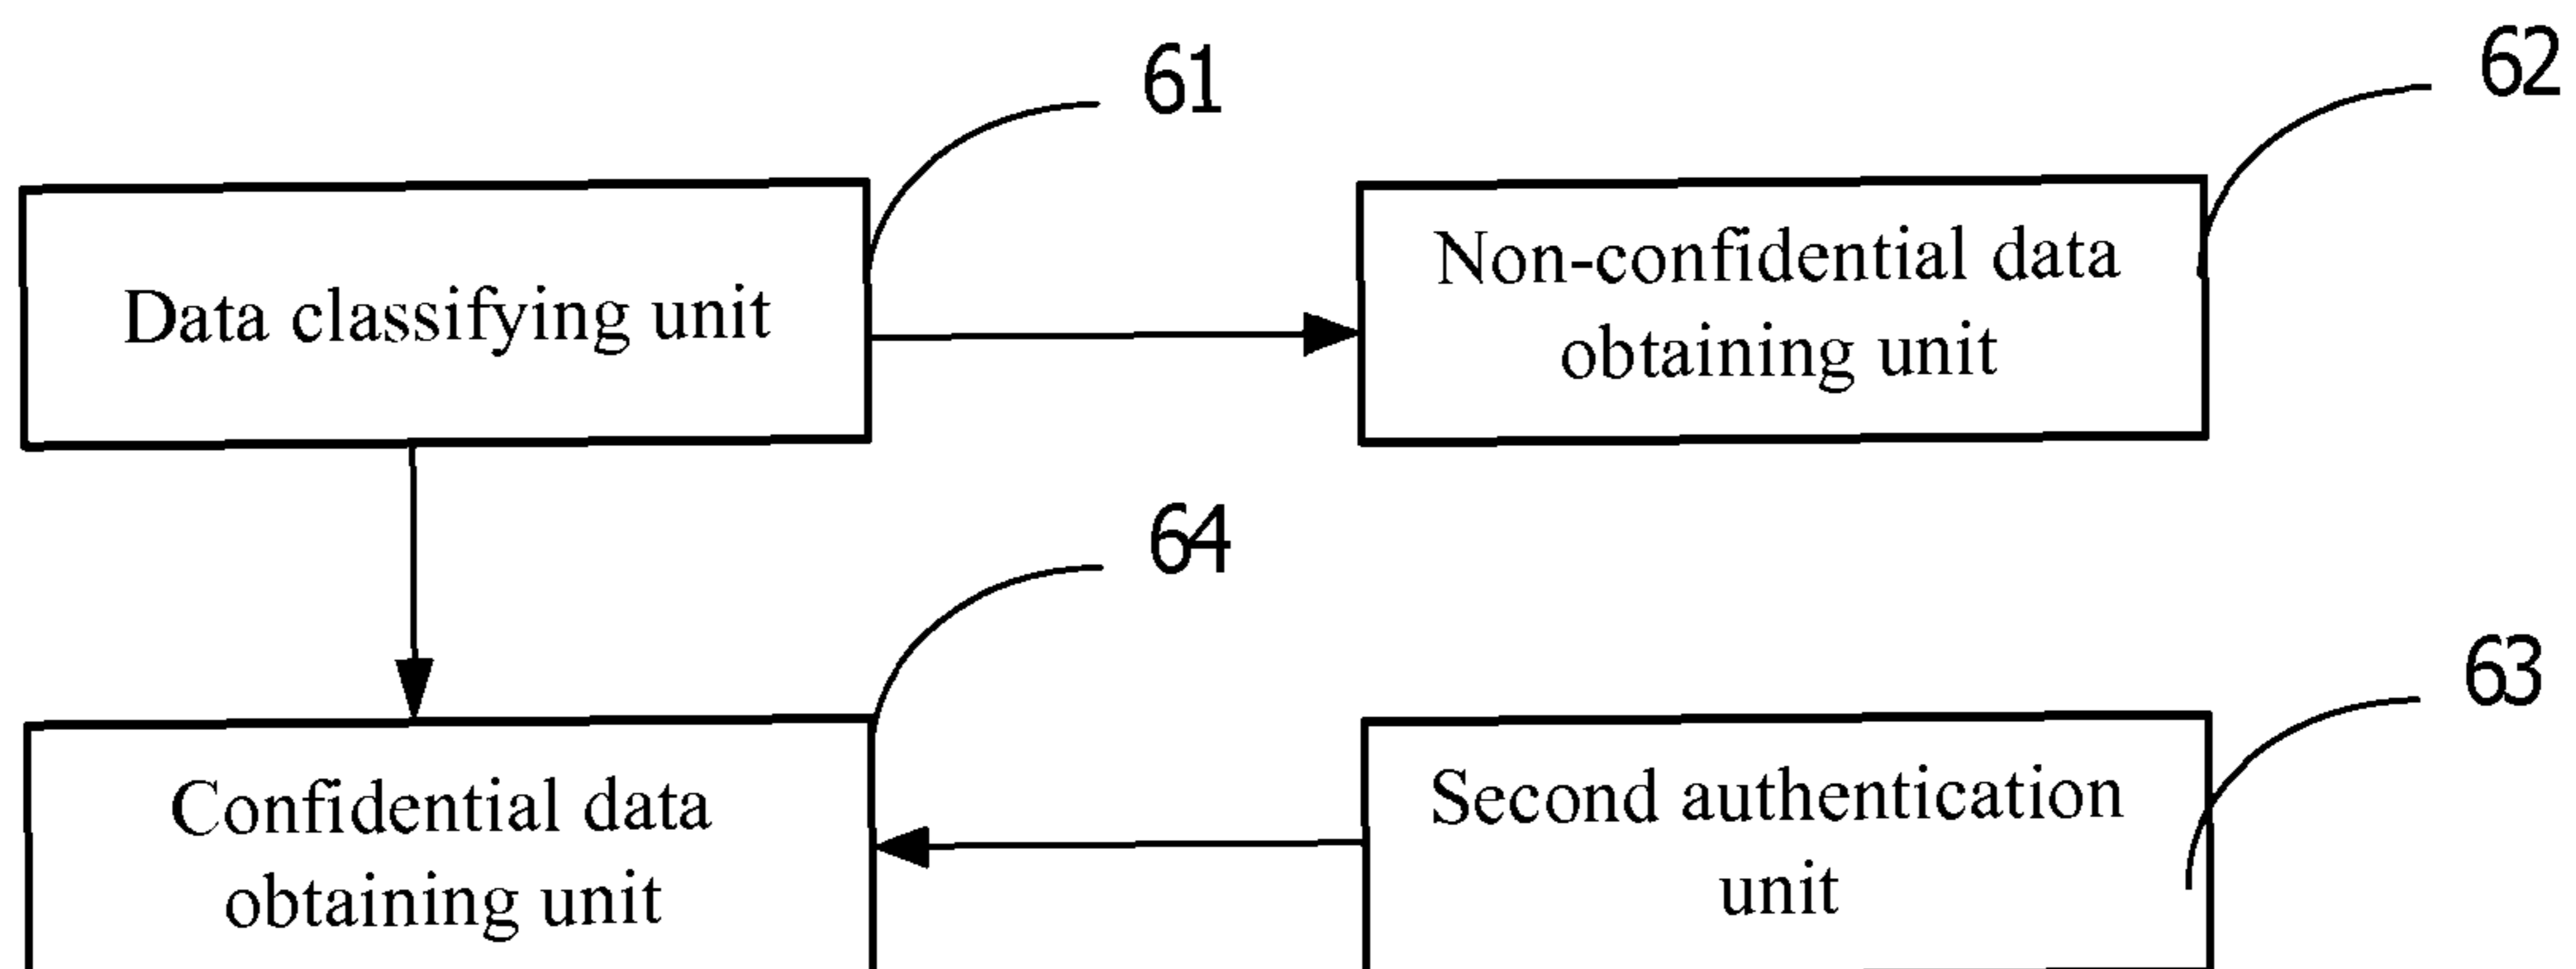 61
62
Data classifying unit
Non-confidential data
obtaining unit
64
63
Confidential data
obtaining unit
Second authentication
unit